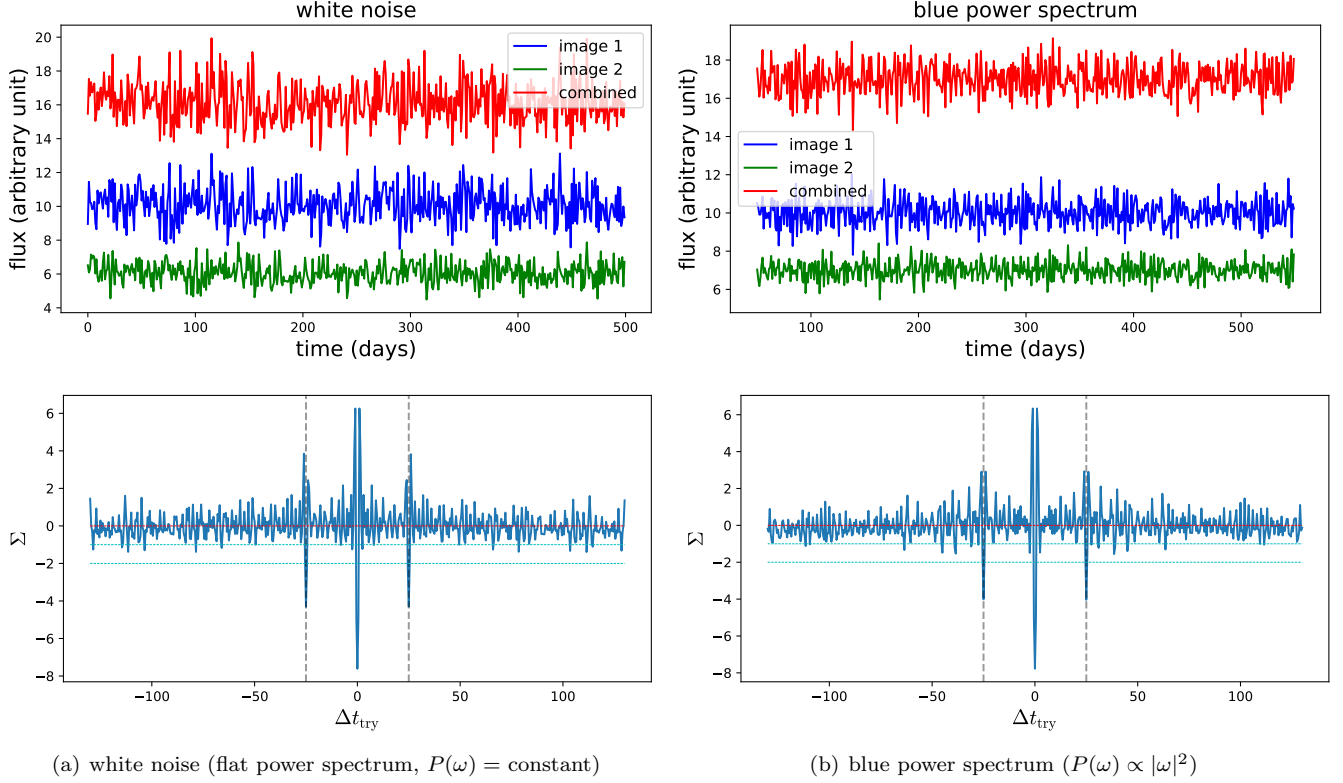 white noise
flux (arbitrary unit)
20
18
16
14
12
10
8
6
4
image 1
image 2
combined
0
100
200
300
400
500
time (days)
blue power spectrum
flux (arbitrary unit)
18
16
14
12
10
8
6
image 1
image 2
combined
100
200
300
400
500
time (days)
Σ
6
4
2
0
−2
−4
−6
−8
−100
−50
0
50
100
Δt_try
Σ
6
4
2
0
−2
−4
−6
−8
−100
−50
0
50
100
Δt_try
(a) white noise (flat power spectrum, P(ω) = constant)
(b) blue power spectrum (P(ω) ∝ |ω|²)